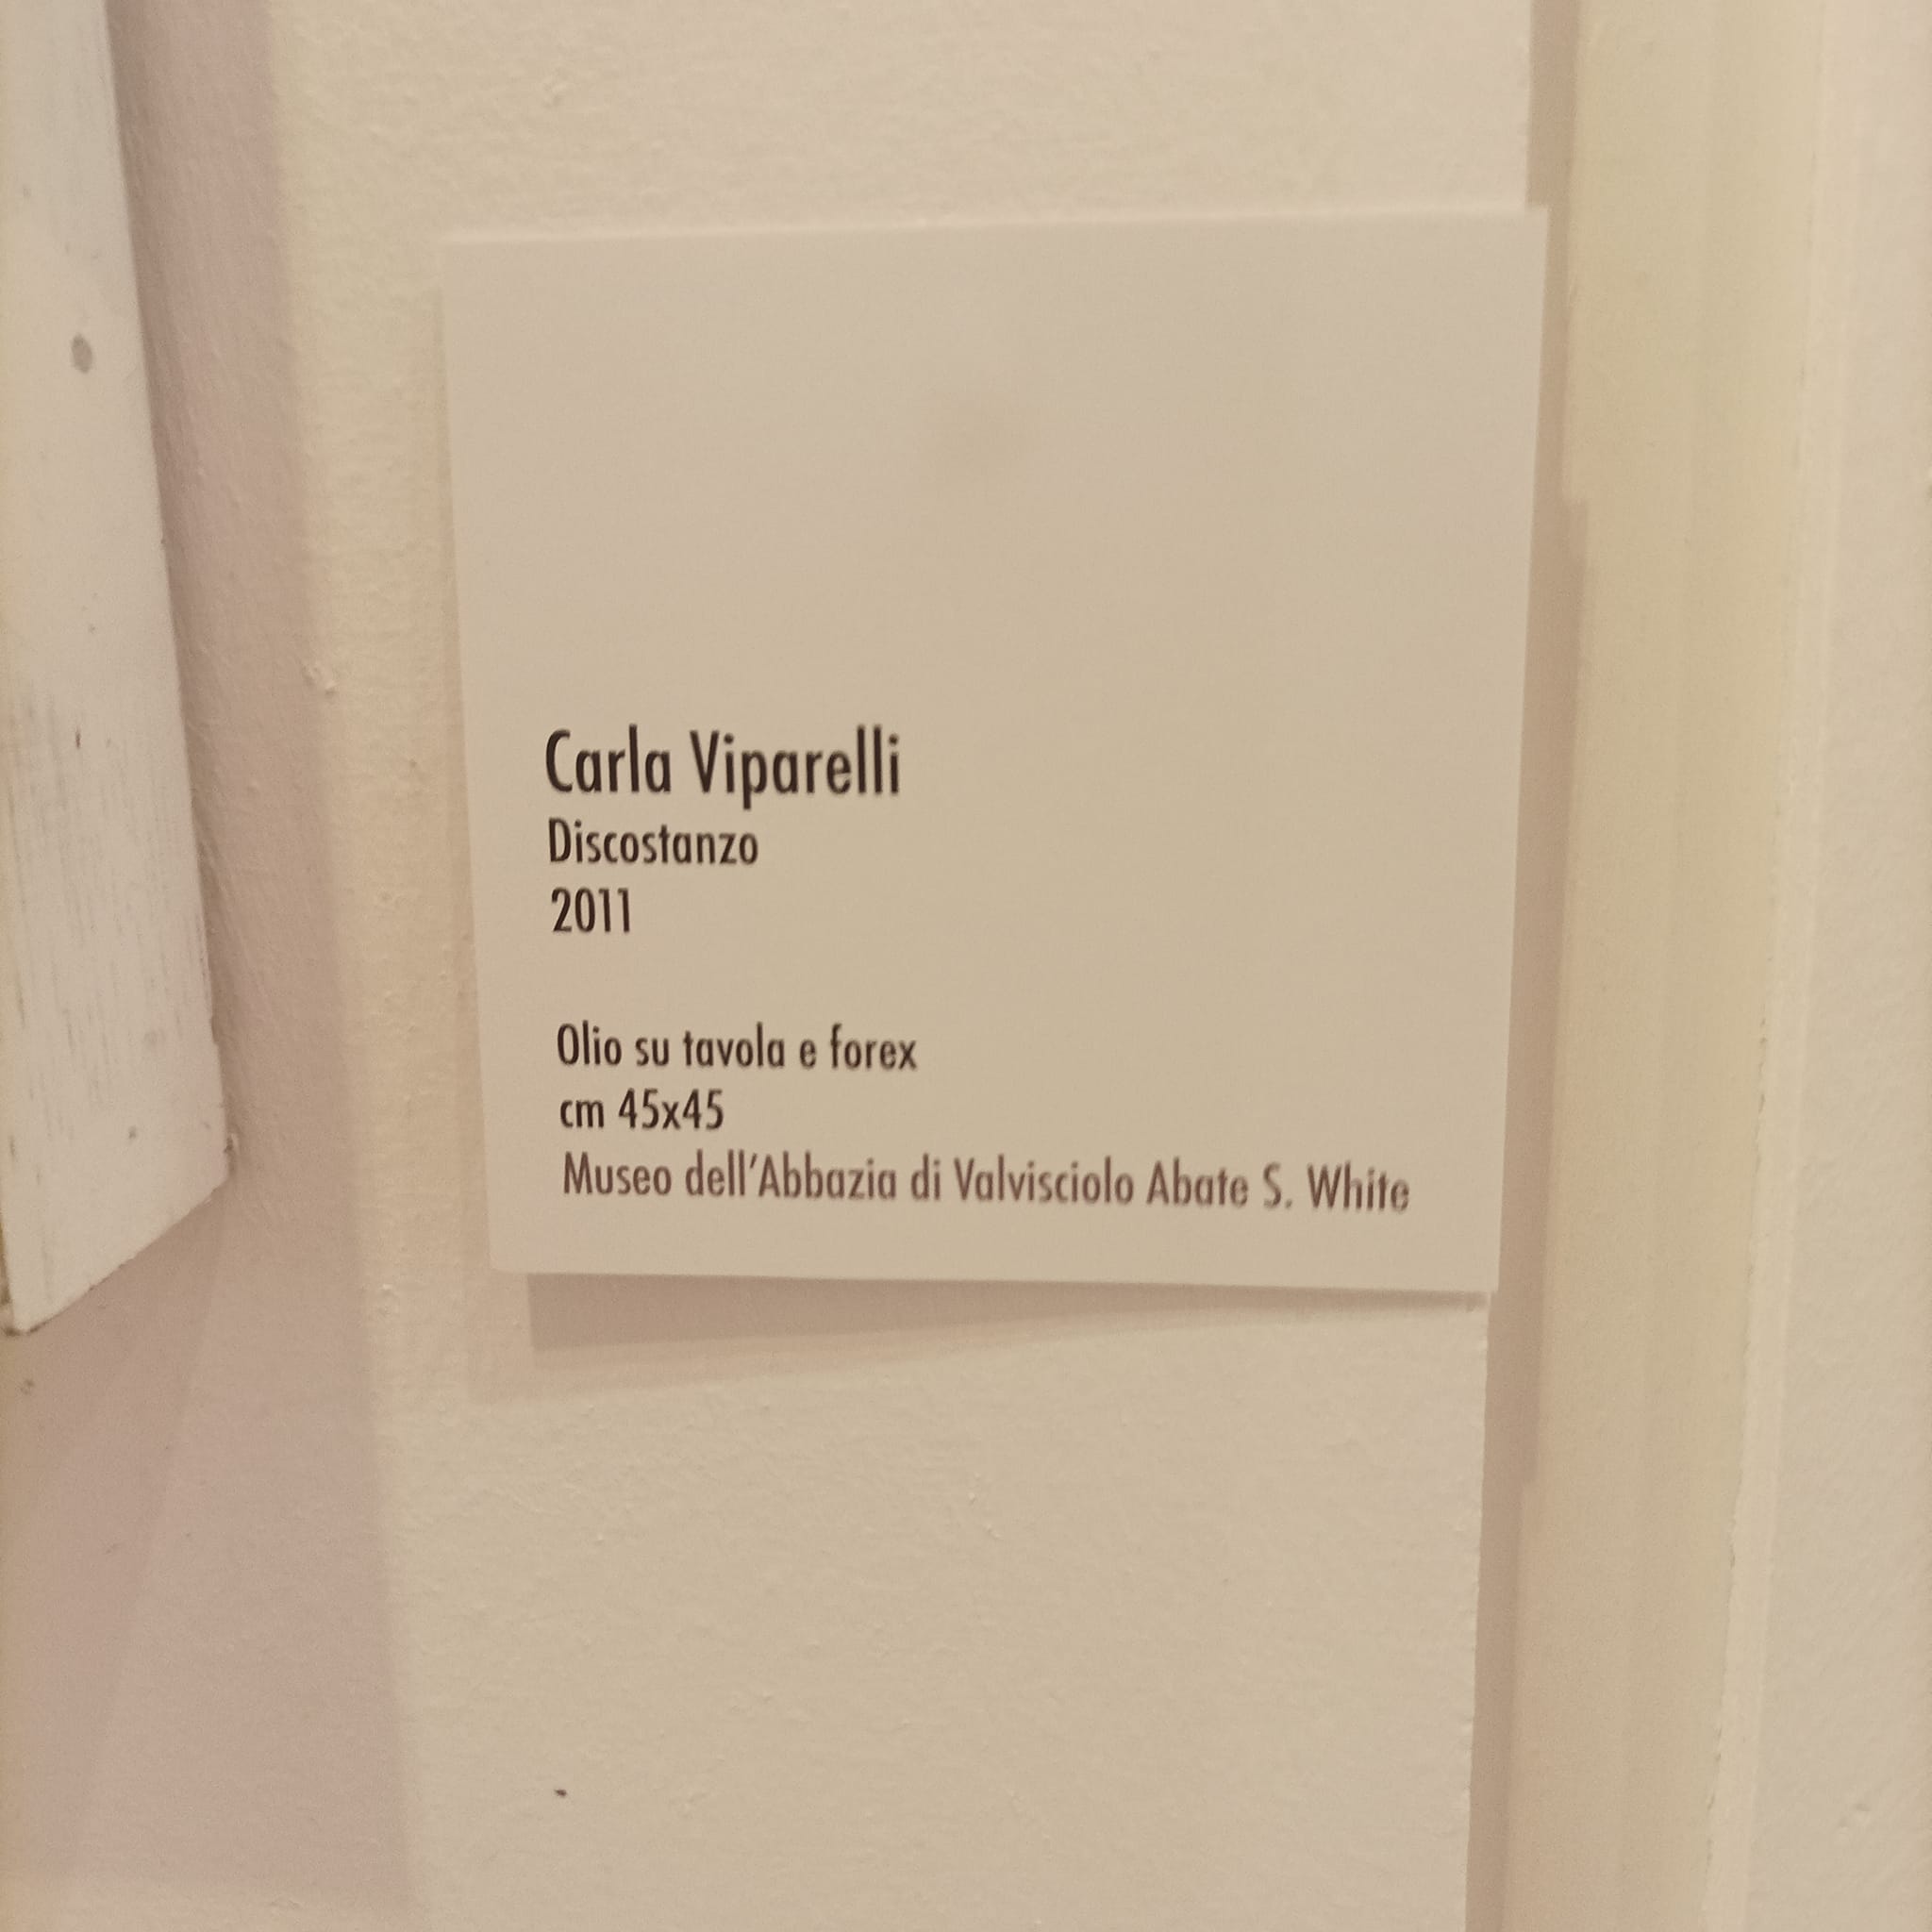 Carla Viparelli
Discostanzo
2011
Olio su tavola e forex
cm 45x45
Museo dell'Abbazia di Valvisciolo Abate S. White